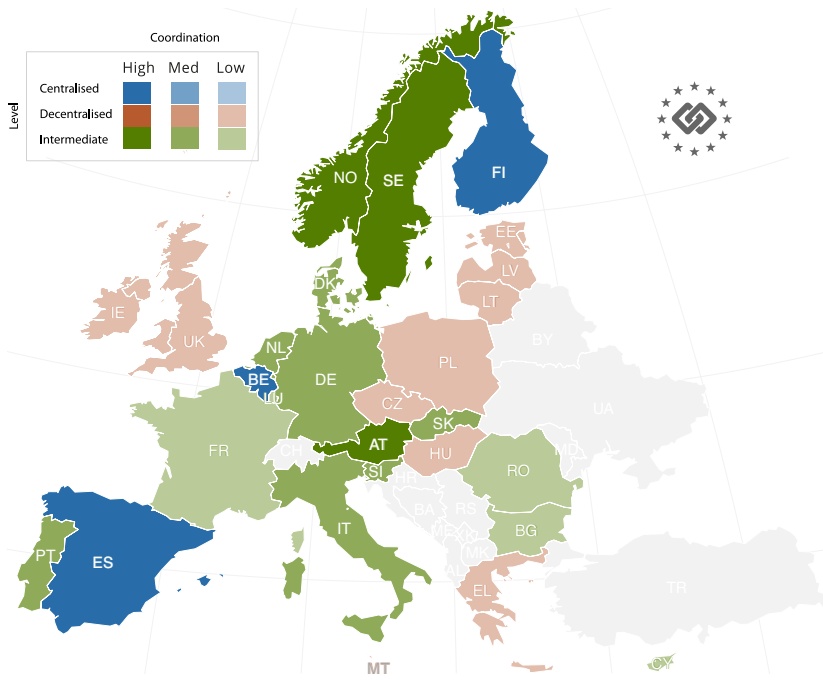 Coordination
High Med Low
Level
Centralised
Decentralised
Intermediate
NO
SE
FI
EE
LV
LT
DK
IE
UK
NL
BY
PL
DE
BE
LU
CZ
UA
SK
AT
FR
CH
HU
MD
SI
RO
HR
BA
RS
IT
BG
ME
MK
PT
ES
AL
EL
TR
CY
MT